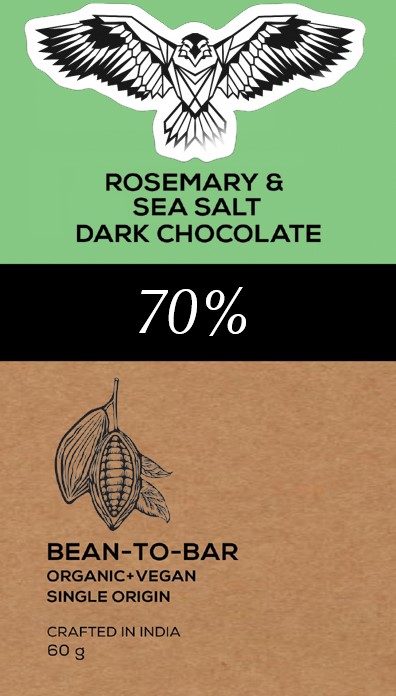 ROSEMARY &
SEA SALT
DARK CHOCOLATE
70%
BEAN-TO-BAR
ORGANIC+VEGAN
SINGLE ORIGIN
CRAFTED IN INDIA
60 g